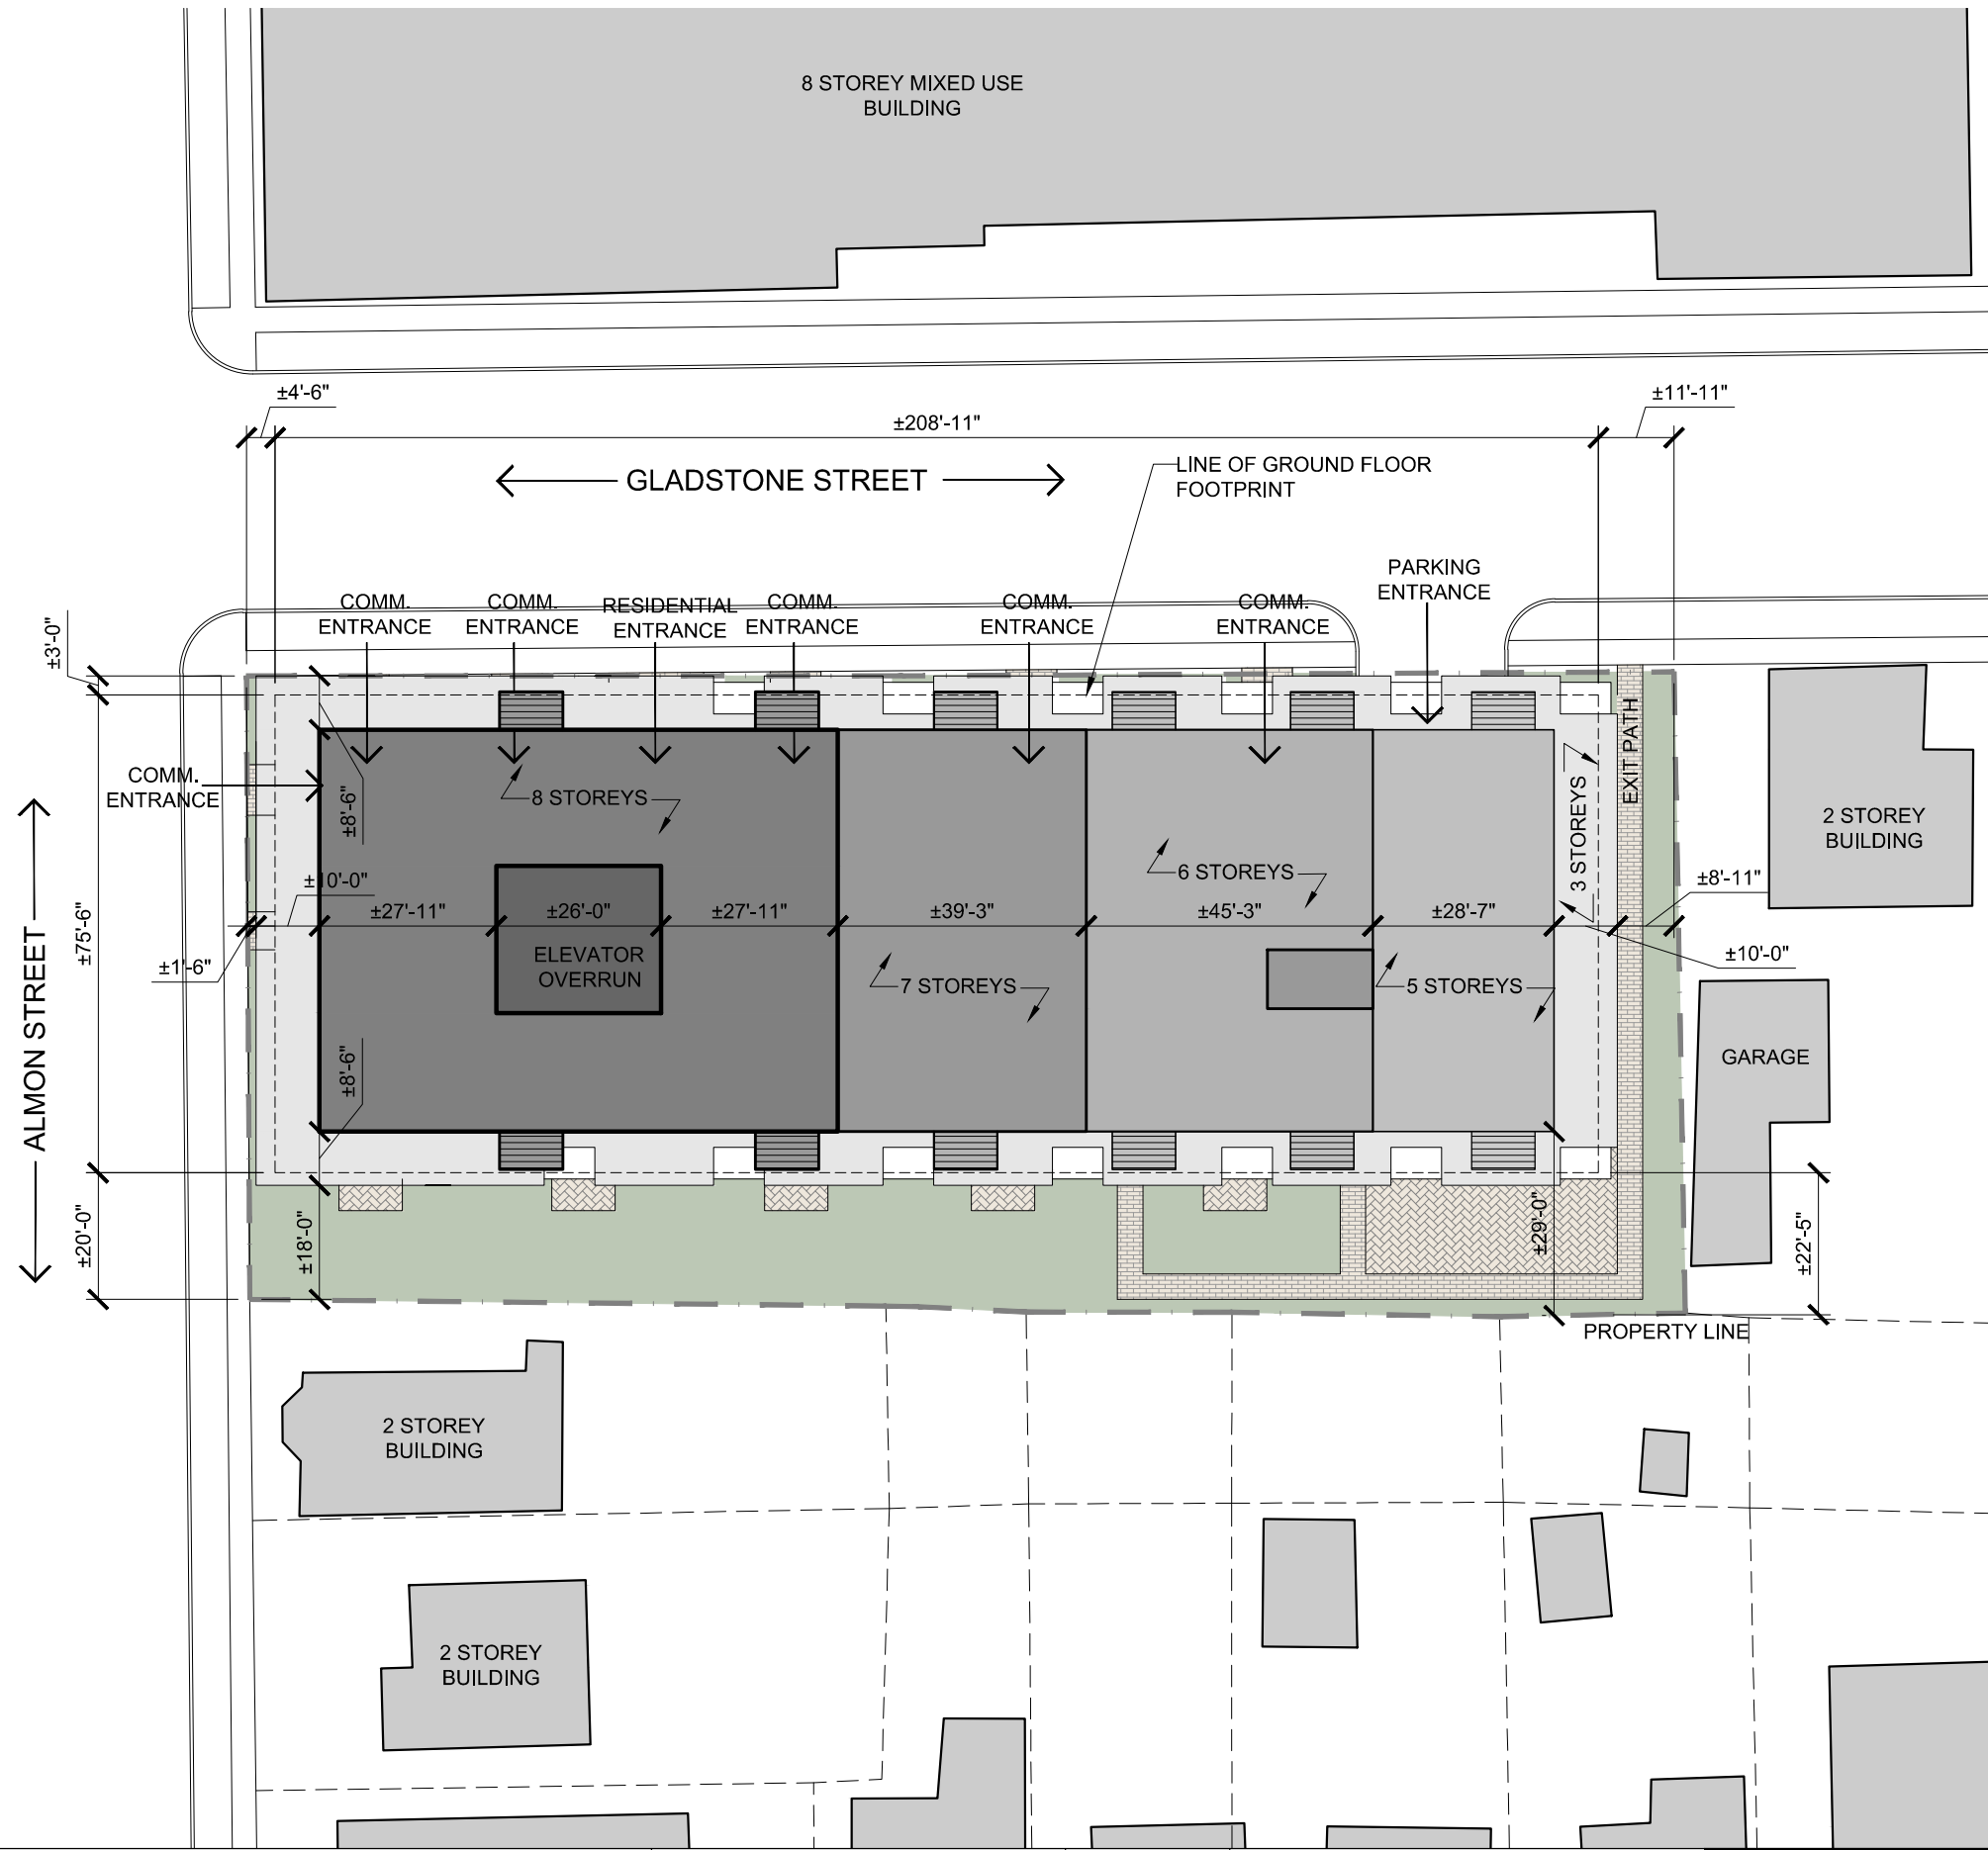 8 STOREY MIXED USE
BUILDING
±4'-6"
±11'-11"
±208'-11"
GLADSTONE STREET
LINE OF GROUND FLOOR
FOOTPRINT
PARKING
ENTRANCE
COMM.
ENTRANCE
COMM.
ENTRANCE
RESIDENTIAL
ENTRANCE
COMM.
ENTRANCE
COMM.
ENTRANCE
COMM.
ENTRANCE
±3'-0"
EXIT PATH
COMM.
ENTRANCE
8 STOREYS
±8'-6"
3 STOREYS
2 STOREY
BUILDING
6 STOREYS
±10'-0"
±8'-11"
±27'-11"
±26'-0"
±27'-11"
±39'-3"
±45'-3"
±28'-7"
±75'-6"
ELEVATOR
OVERRUN
±1'-6"
±10'-0"
7 STOREYS
5 STOREYS
ALMON STREET
±8'-6"
GARAGE
±20'-0"
±18'-0"
±29'-0"
±22'-5"
PROPERTY LINE
2 STOREY
BUILDING
2 STOREY
BUILDING